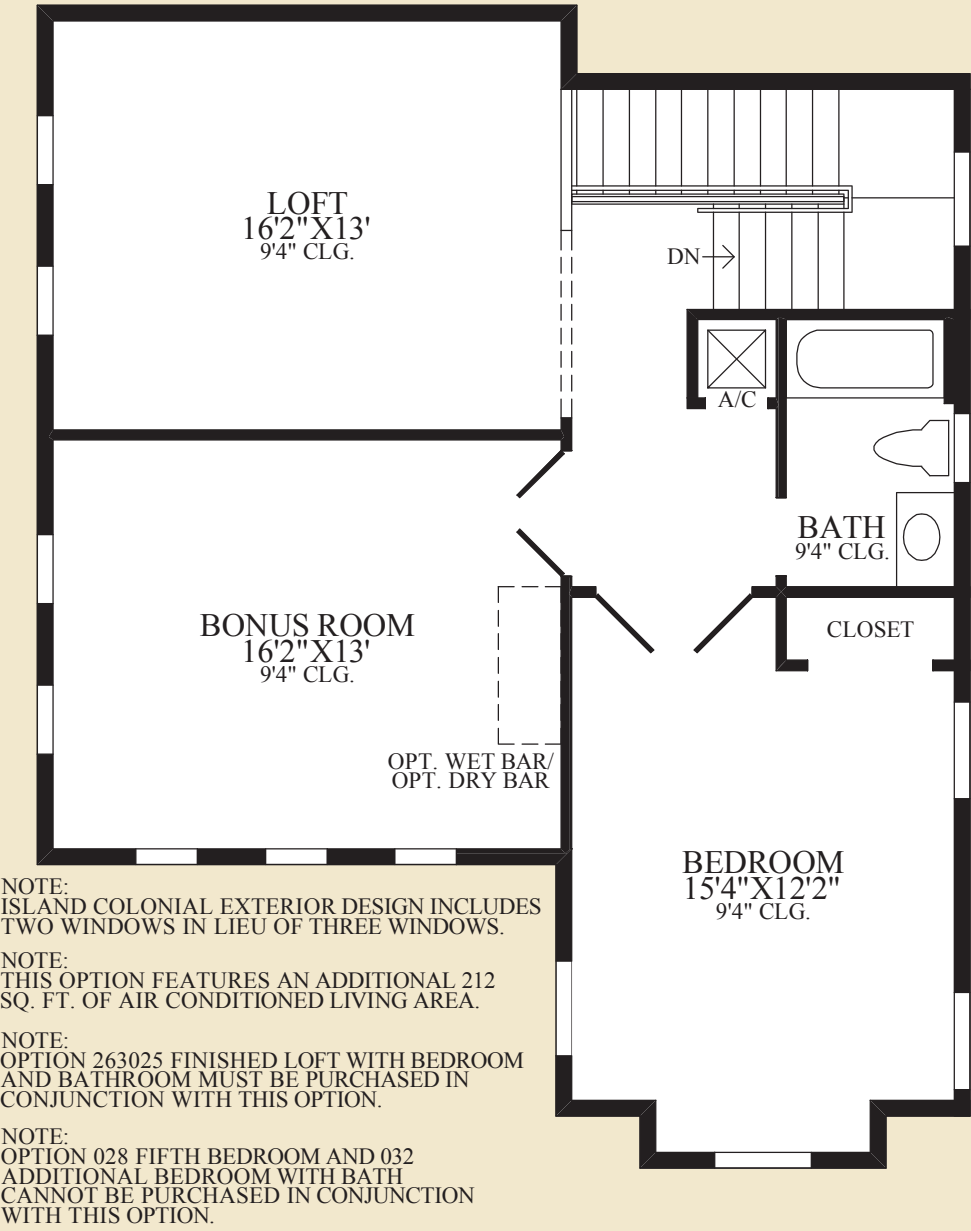 LOFT
16'2"X13'
9'4" CLG.
DN
A/C
BATH
9'4" CLG.
BONUS ROOM
16'2"X13'
9'4" CLG.
CLOSET
OPT. WET BAR/
OPT. DRY BAR
BEDROOM
15'4"X12'2"
9'4" CLG.
NOTE:
ISLAND COLONIAL EXTERIOR DESIGN INCLUDES
TWO WINDOWS IN LIEU OF THREE WINDOWS.
NOTE:
THIS OPTION FEATURES AN ADDITIONAL 212
SQ. FT. OF AIR CONDITIONED LIVING AREA.
NOTE:
OPTION 263025 FINISHED LOFT WITH BEDROOM
AND BATHROOM MUST BE PURCHASED IN
CONJUNCTION WITH THIS OPTION.
NOTE:
OPTION 028 FIFTH BEDROOM AND 032
ADDITIONAL BEDROOM WITH BATH
CANNOT BE PURCHASED IN CONJUNCTION
WITH THIS OPTION.